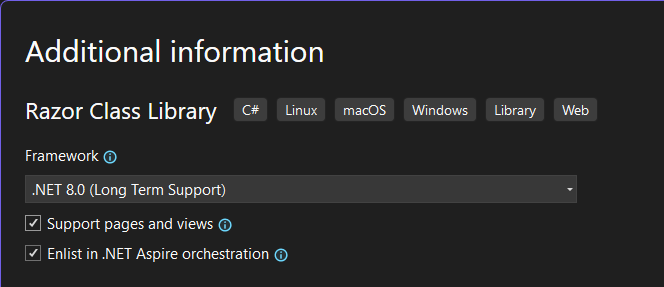 Additional information
Razor Class Library C# Linux macOS Windows Library Web
Framework
.NET 8.0 (Long Term Support)
Support pages and views
Enlist in .NET Aspire orchestration